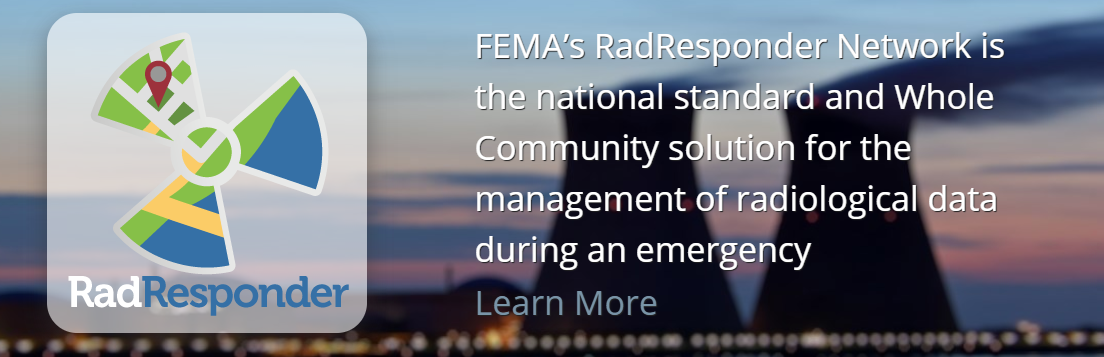 RadResponder
FEMA’s RadResponder Network is
the national standard and Whole
Community solution for the
management of radiological data
during an emergency
Learn More